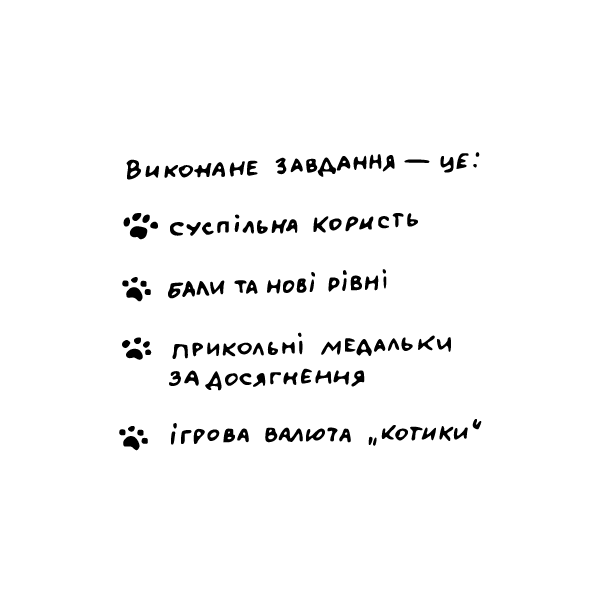 Виконане завдання — це:
суспільна користь
бали та нові рівні
прикольні медальки
за досягнення
ігрова валюта „котики“